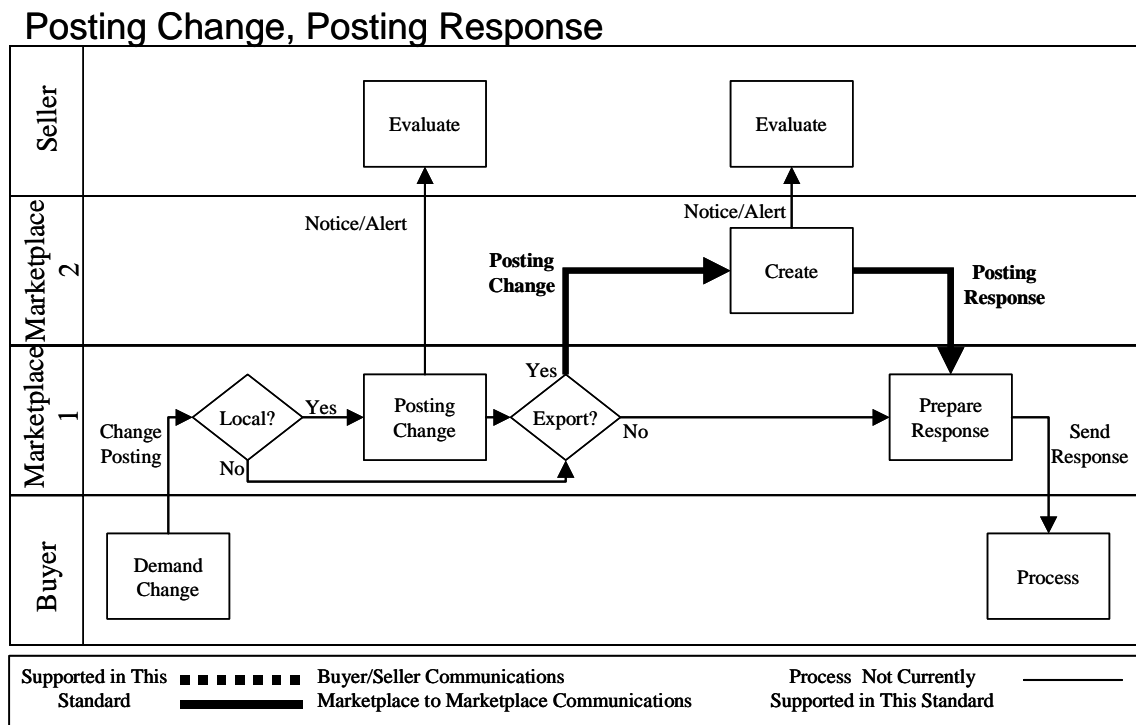 Posting Change, Posting Response
Seller
Evaluate
Evaluate
Marketplace
2
Notice/Alert
Notice/Alert
Posting
Change
Create
Posting
Response
Marketplace
1
Change
Posting
Local?
Yes
No
Posting
Change
Yes
Export?
No
Prepare
Response
Send
Response
Buyer
Demand
Change
Process
Supported in This
Standard
Buyer/Seller Communications
Marketplace to Marketplace Communications
Process Not Currently
Supported in This Standard